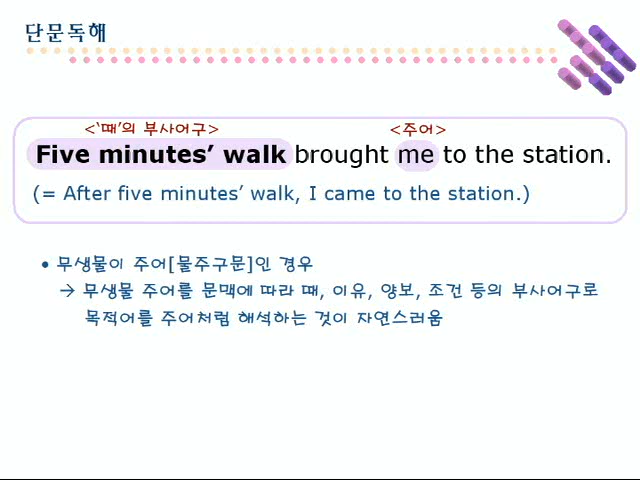 단문독해
<‘때’의 부사어구> <주어>
Five minutes’ walk brought me to the station.
(= After five minutes’ walk, I came to the station.)
• 무생물이 주어[물주구문]인 경우
→ 무생물 주어를 문맥에 따라 때, 이유, 양보, 조건 등의 부사어구로
목적어를 주어처럼 해석하는 것이 자연스러움